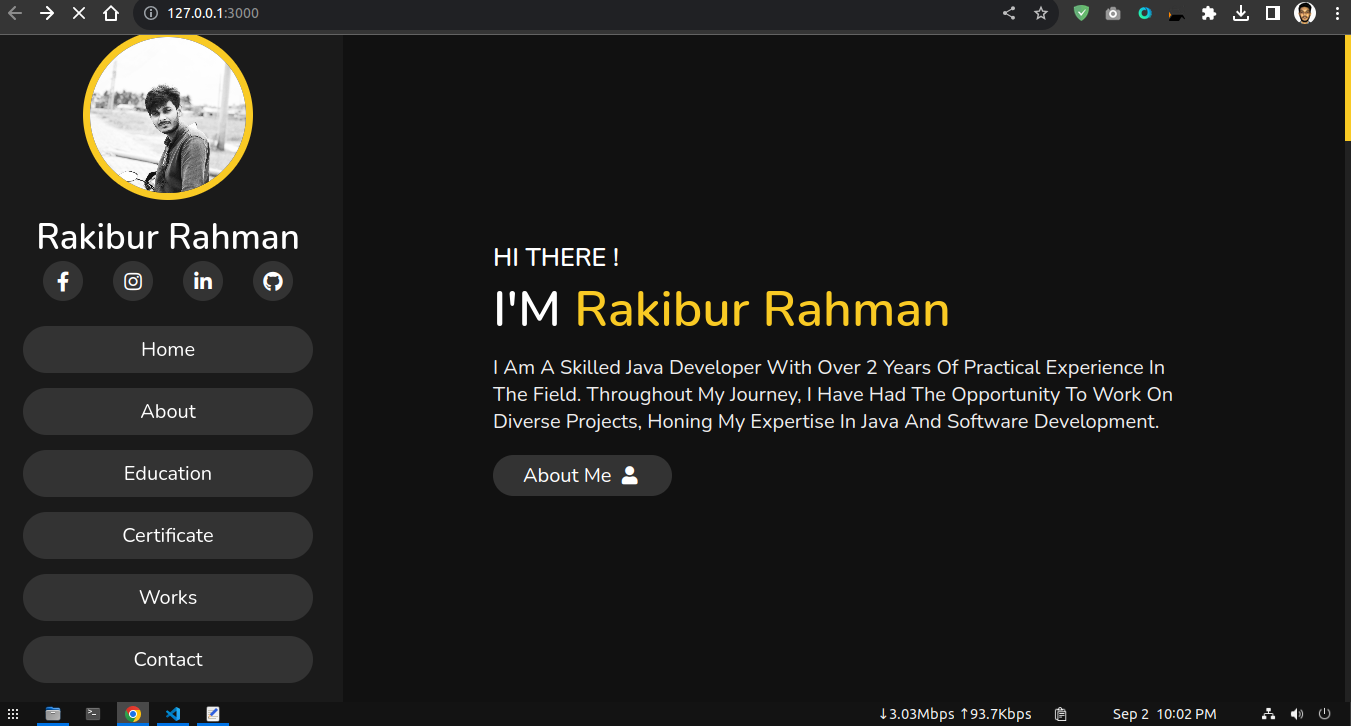 127.0.0.1:3000
Rakibur Rahman
Home
About
Education
Certificate
Works
Contact
HI THERE !
I'M Rakibur Rahman
I Am A Skilled Java Developer With Over 2 Years Of Practical Experience In
The Field. Throughout My Journey, I Have Had The Opportunity To Work On
Diverse Projects, Honing My Expertise In Java And Software Development.
About Me
↓3.03Mbps ↑93.7Kbps
Sep 2 10:02 PM